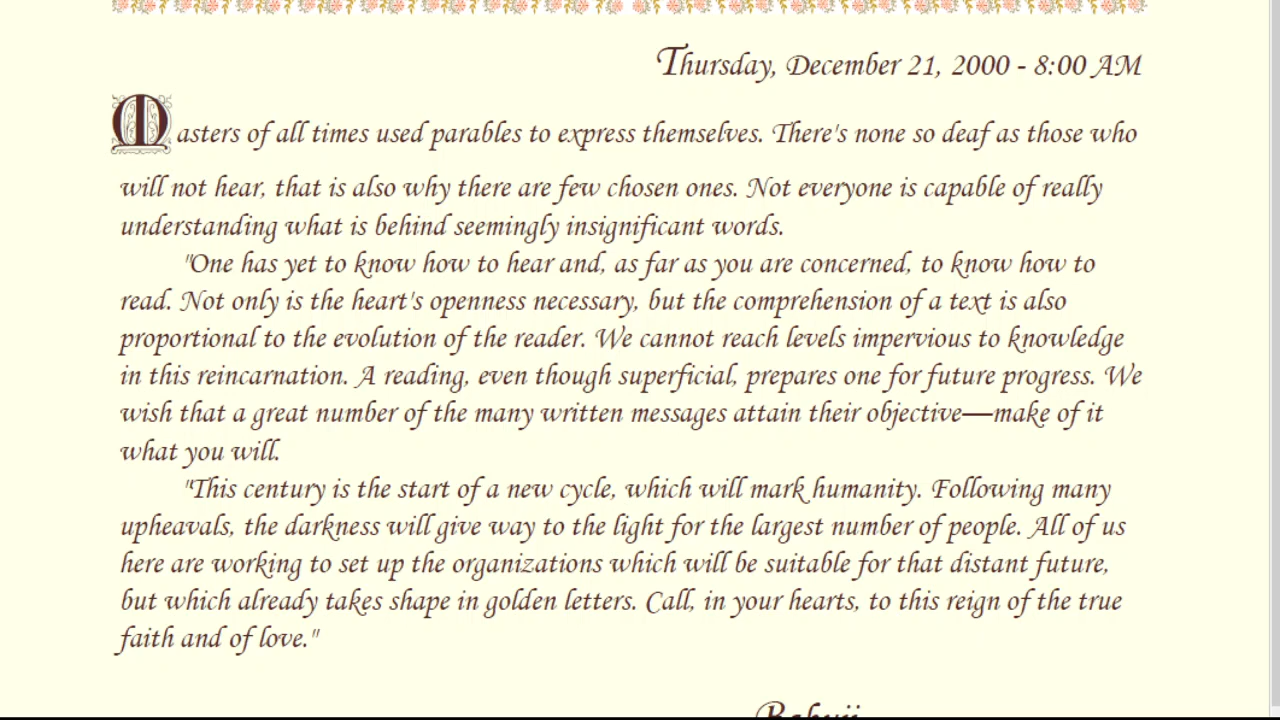 Thursday, December 21, 2000 - 8:00 AM
Masters of all times used parables to express themselves. There's none so deaf as those who
will not hear, that is also why there are few chosen ones. Not everyone is capable of really
understanding what is behind seemingly insignificant words.
"One has yet to know how to hear and, as far as you are concerned, to know how to
read. Not only is the heart's openness necessary, but the comprehension of a text is also
proportional to the evolution of the reader. We cannot reach levels impervious to knowledge
in this reincarnation. A reading, even though superficial, prepares one for future progress. We
wish that a great number of the many written messages attain their objective—make of it
what you will.
"This century is the start of a new cycle, which will mark humanity. Following many
upheavals, the darkness will give way to the light for the largest number of people. All of us
here are working to set up the organizations which will be suitable for that distant future,
but which already takes shape in golden letters. Call, in your hearts, to this reign of the true
faith and of love."